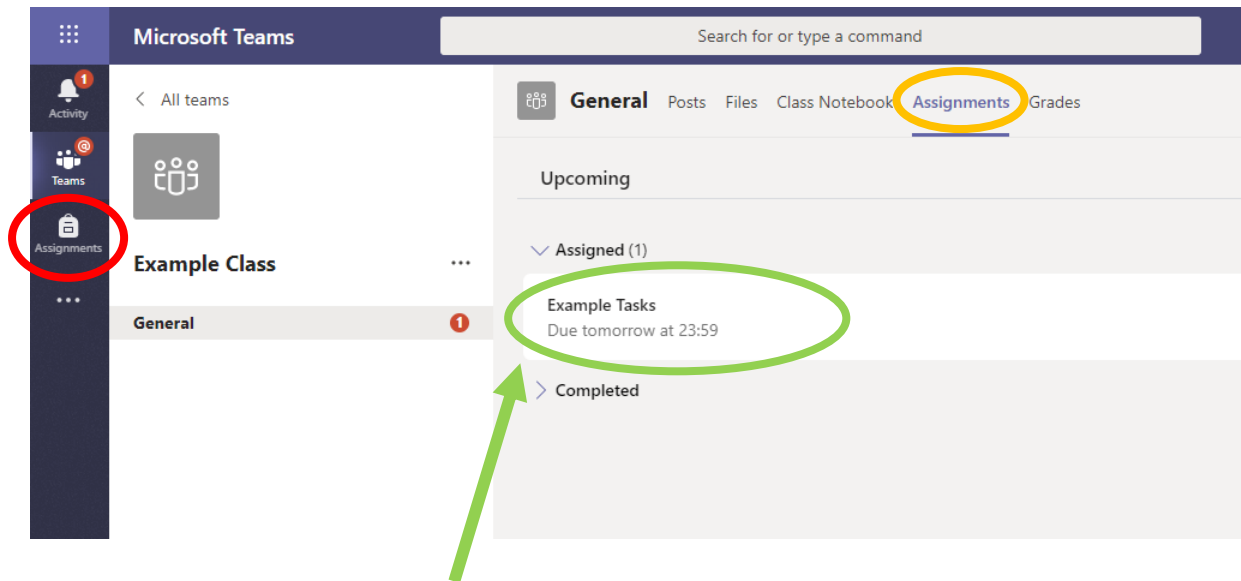 Microsoft Teams
Search for or type a command
1
Activity
@
Teams
Assignments
All teams
Example Class
General
1
General Posts Files Class Notebook Assignments Grades
Upcoming
Assigned (1)
Example Tasks
Due tomorrow at 23:59
Completed